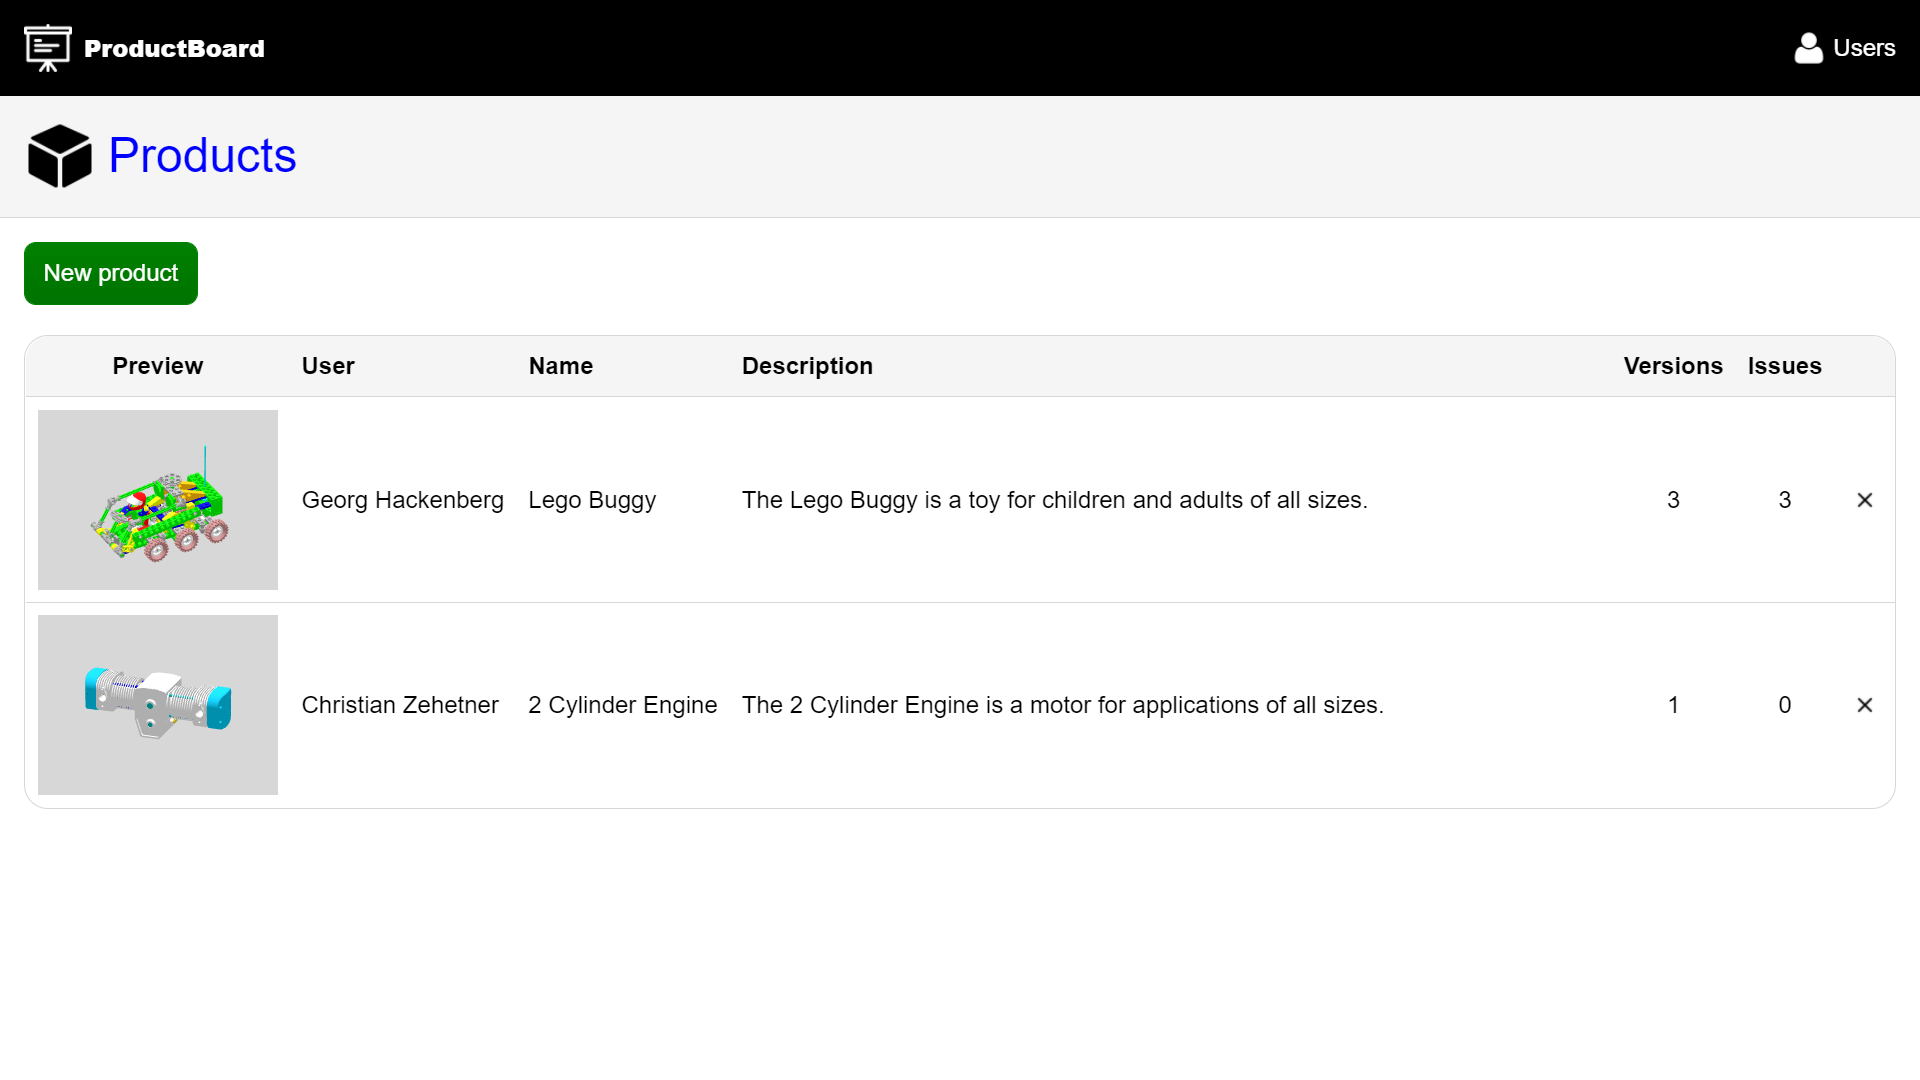 ProductBoard
Users
Products
New product
Preview User Name Description Versions Issues
Georg Hackenberg Lego Buggy The Lego Buggy is a toy for children and adults of all sizes. 3 3
Christian Zehetner 2 Cylinder Engine The 2 Cylinder Engine is a motor for applications of all sizes. 1 0